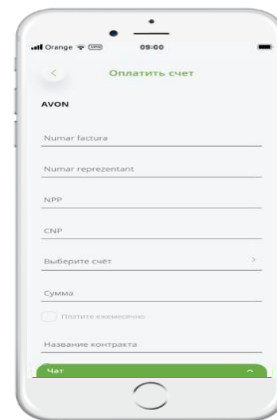 Orange VPN 09:00
Оплатить счет
AVON
Numar factura
Numar reprezentant
NPP
CNP
Выберите счёт
Сумма
Платите ежемесячно
Название контракта
Чат